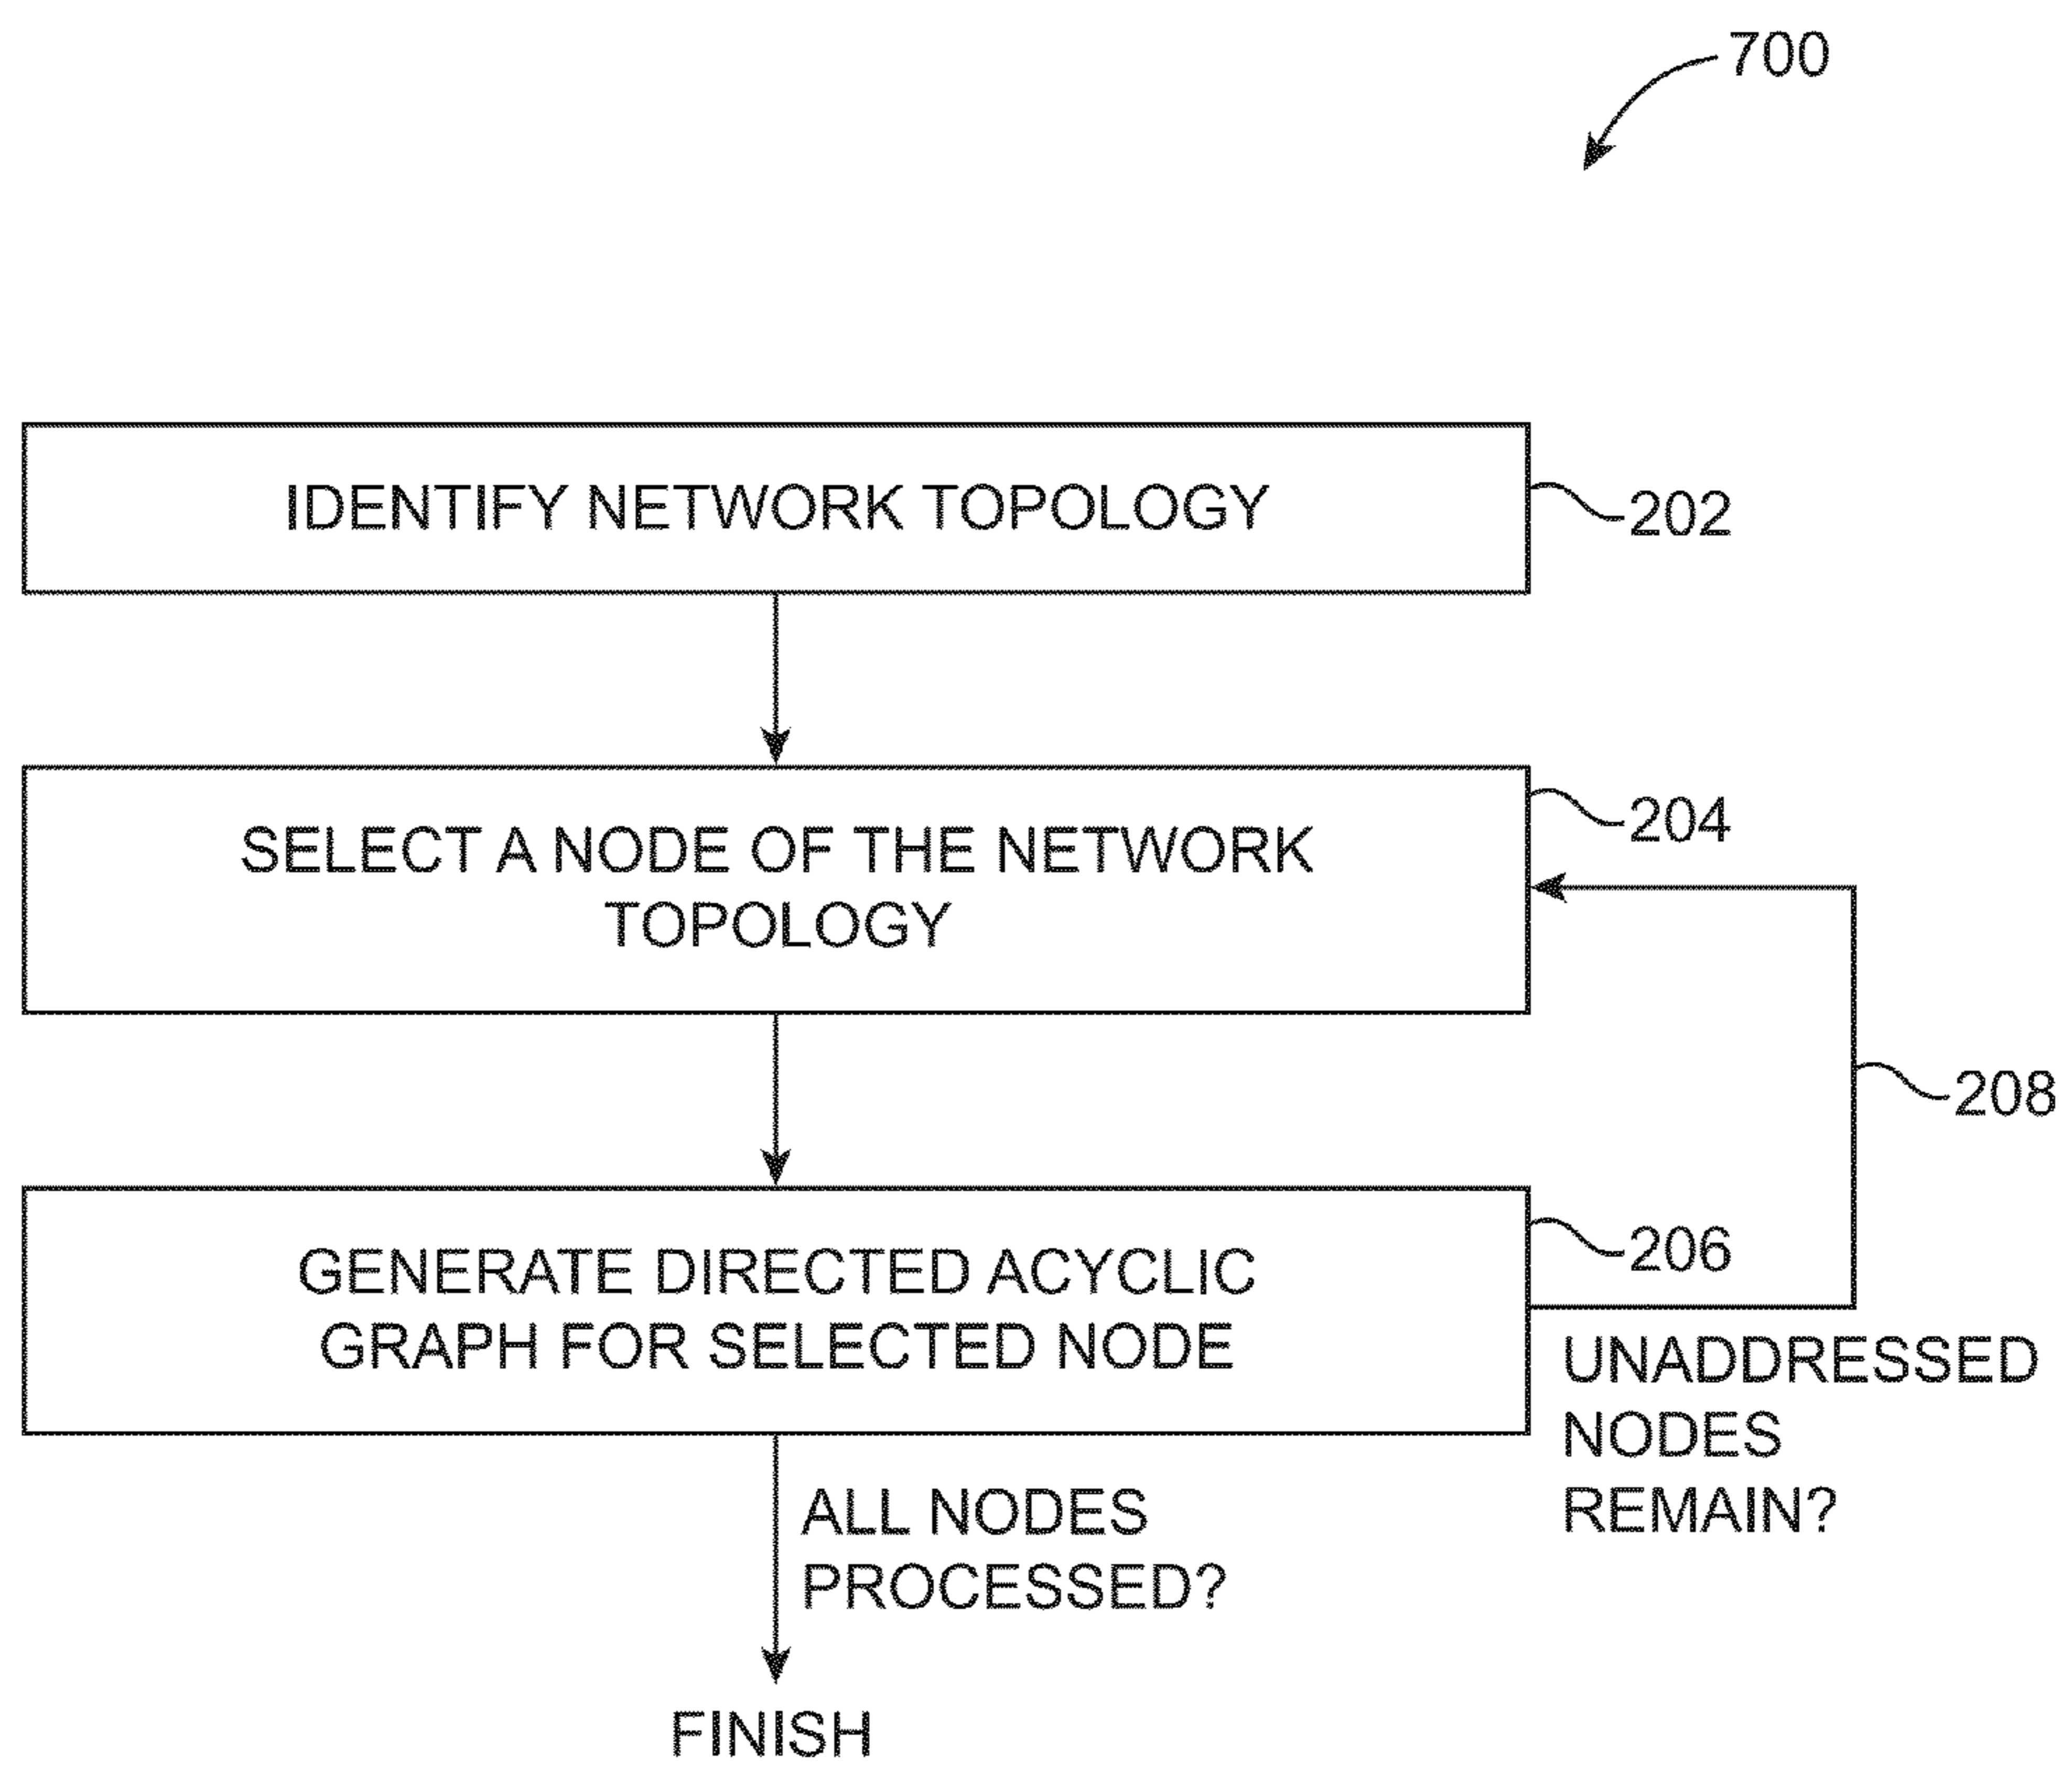 700
IDENTIFY NETWORK TOPOLOGY
202
SELECT A NODE OF THE NETWORK
TOPOLOGY
204
208
GENERATE DIRECTED ACYCLIC
GRAPH FOR SELECTED NODE
206
UNADDRESSED
NODES
REMAIN?
ALL NODES
PROCESSED?
FINISH